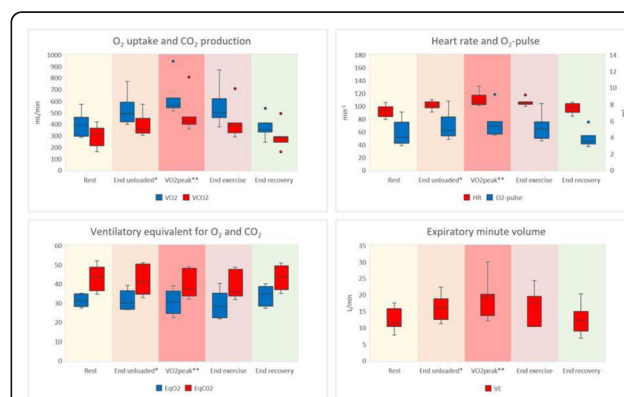 O₂ uptake and CO₂ production
mL/min
1000
900
800
700
600
500
400
300
200
100
0
Rest
End unloaded*
VO2peak**
End exercise
End recovery
VO2
VCO2
Heart rate and O₂-pulse
min⁻¹
180
160
140
120
100
80
60
40
20
0
14
12
10
8
6
4
2
0
Rest
End unloaded*
VO2peak**
End exercise
End recovery
HR
O2-pulse
Ventilatory equivalent for O₂ and CO₂
60
50
40
30
20
10
0
Rest
End unloaded*
VO2peak**
End exercise
End recovery
EqO2
EqCO2
Expiratory minute volume
L/min
35
30
25
20
15
10
5
0
Rest
End unloaded*
VO2peak**
End exercise
End recovery
VE